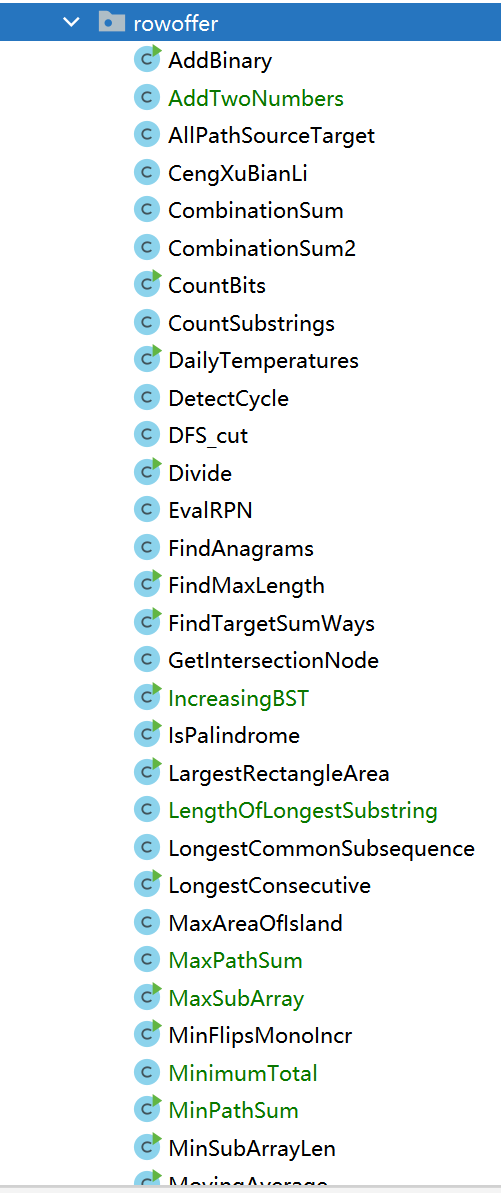 rowoffer
AddBinary
AddTwoNumbers
AllPathSourceTarget
CengXuBianLi
CombinationSum
CombinationSum2
CountBits
CountSubstrings
DailyTemperatures
DetectCycle
DFS_cut
Divide
EvalRPN
FindAnagrams
FindMaxLength
FindTargetSumWays
GetIntersectionNode
IncreasingBST
IsPalindrome
LargestRectangleArea
LengthOfLongestSubstring
LongestCommonSubsequence
LongestConsecutive
MaxAreaOfIsland
MaxPathSum
MaxSubArray
MinFlipsMonoIncr
MinimumTotal
MinPathSum
MinSubArrayLen
MovingAverage